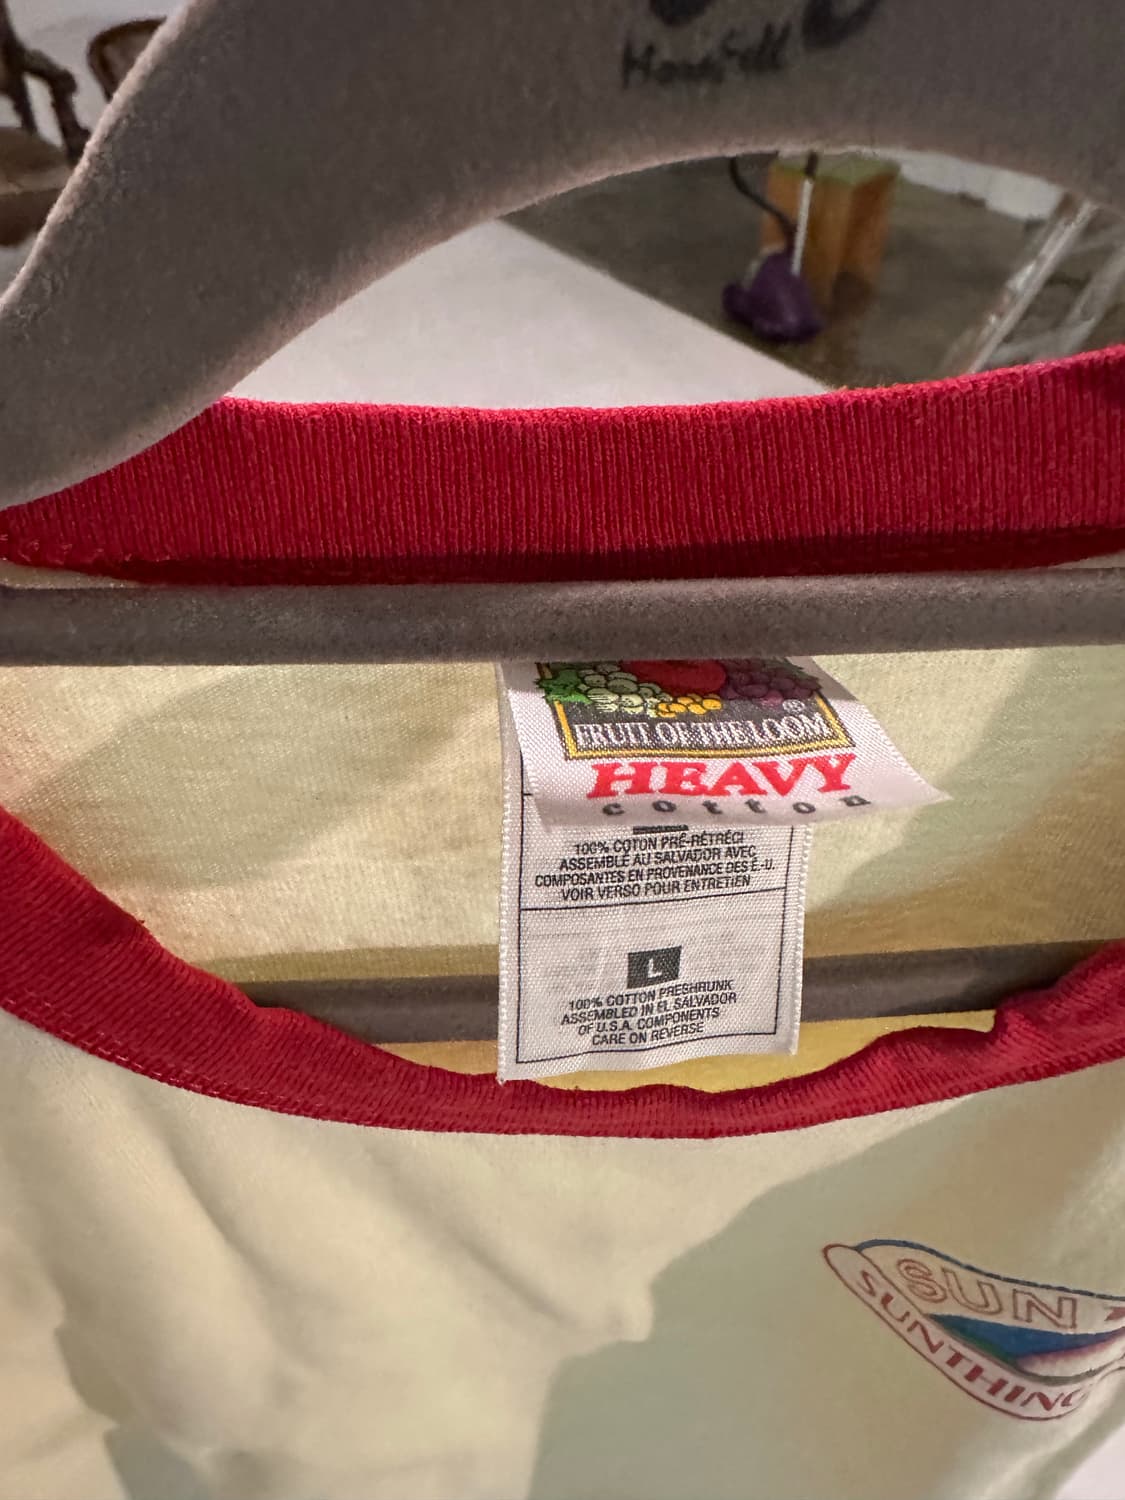 FRUIT OF THE LOOM
®
HEAVY
cotton
100% COTON PRÉ-RÉTRÉCI
ASSEMBLÉ AU SALVADOR AVEC
COMPOSANTES EN PROVENANCE DES É.-U.
VOIR VERSO POUR ENTRETIEN
L
100% COTTON PRESHRUNK
ASSEMBLED IN EL SALVADOR
OF U.S.A. COMPONENTS
CARE ON REVERSE
SUN
SUNTHING